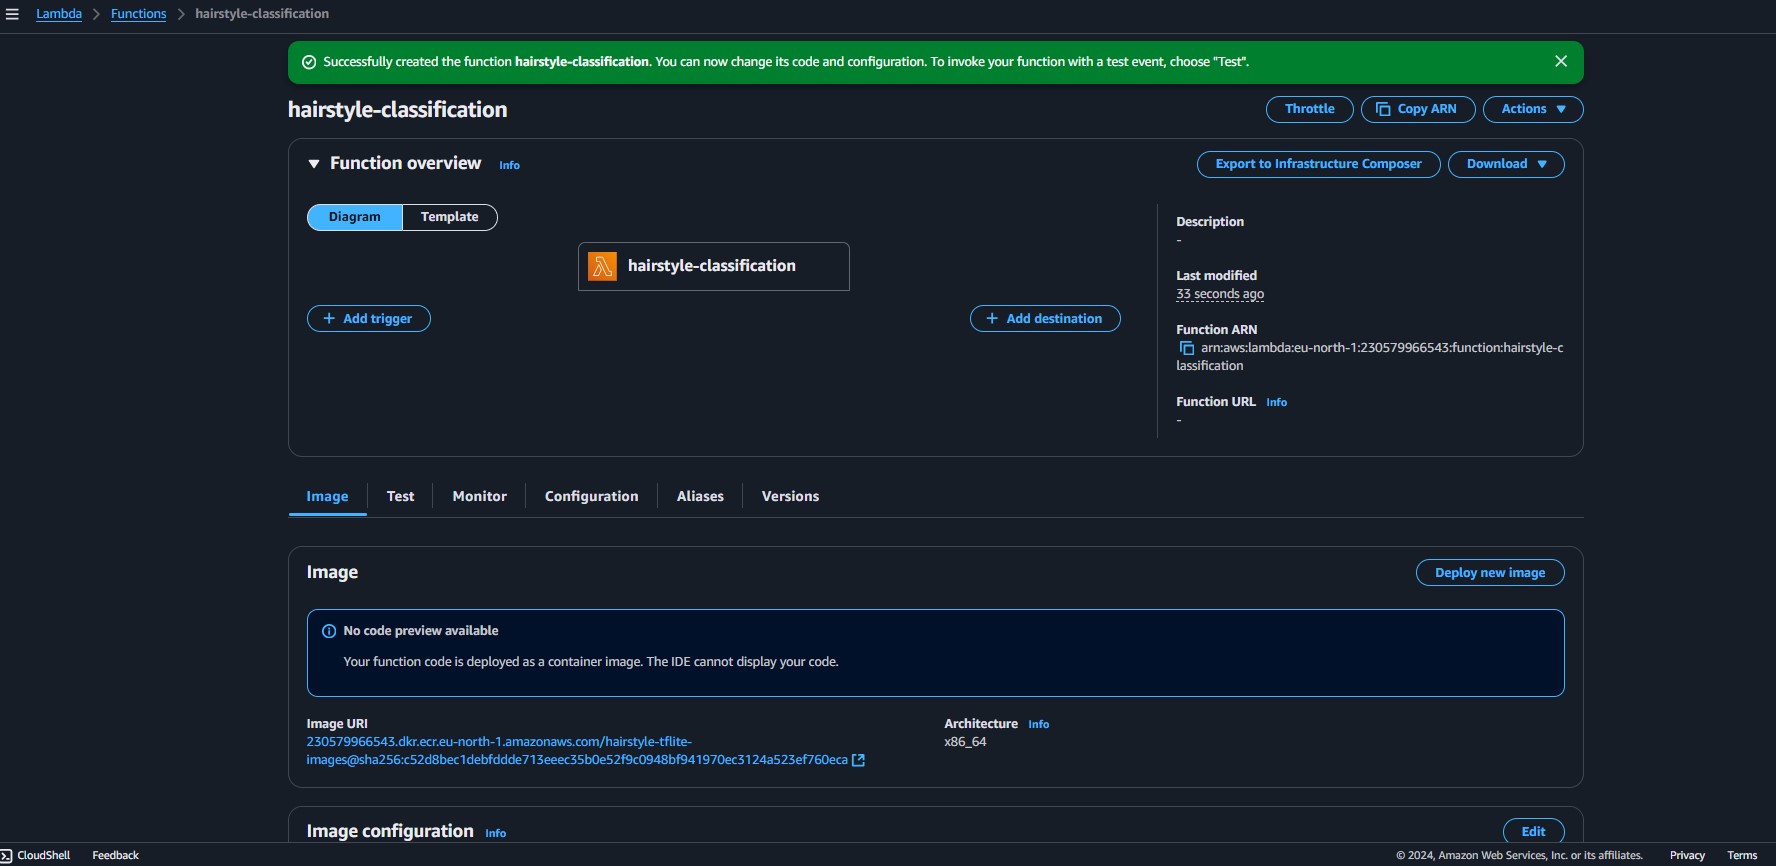 Lambda > Functions > hairstyle-classification
Successfully created the function hairstyle-classification. You can now change its code and configuration. To invoke your function with a test event, choose "Test".
hairstyle-classification
Throttle
Copy ARN
Actions
Function overview Info
Export to Infrastructure Composer
Download
Diagram
Template
hairstyle-classification
+ Add trigger
+ Add destination
Description
-
Last modified
33 seconds ago
Function ARN
arn:aws:lambda:eu-north-1:230579966543:function:hairstyle-c
lassification
Function URL Info
-
Image
Test
Monitor
Configuration
Aliases
Versions
Image
Deploy new image
No code preview available
Your function code is deployed as a container image. The IDE cannot display your code.
Image URI
230579966543.dkr.ecr.eu-north-1.amazonaws.com/hairstyle-tflite-
images@sha256:c52d8bec1debfddde713eeec35b0e52f9c0948bf941970ec3124a523ef760eca
Architecture Info
x86_64
Image configuration Info
Edit
CloudShell
Feedback
© 2024, Amazon Web Services, Inc. or its affiliates.
Privacy
Terms